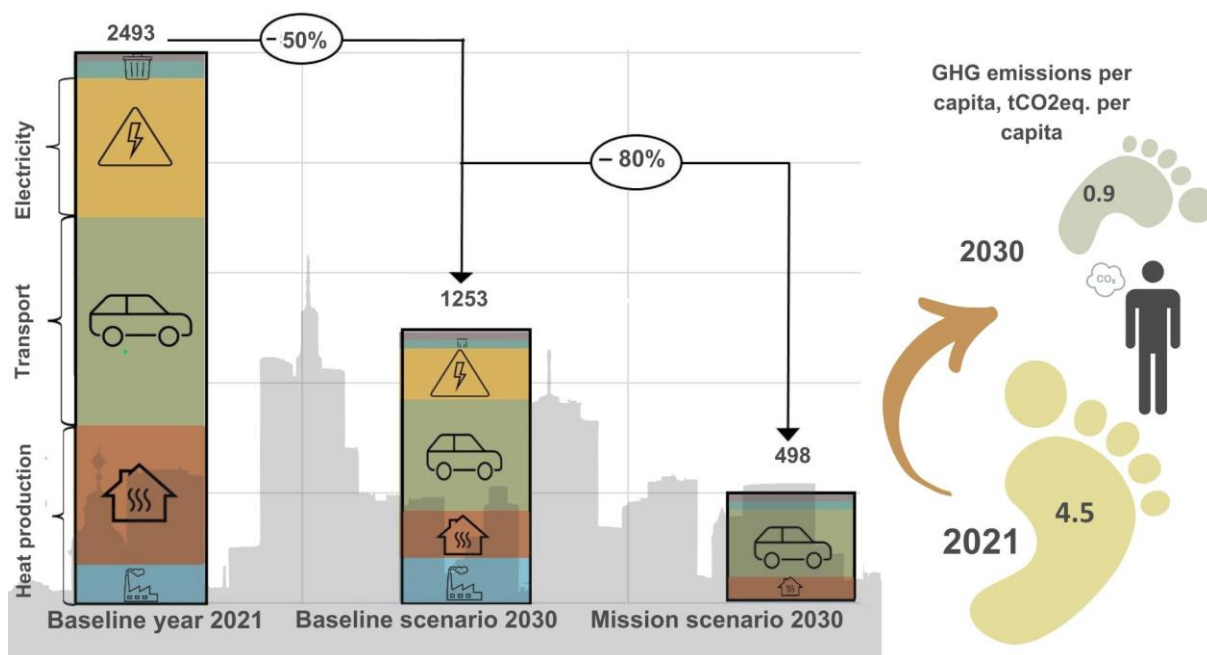 2493
– 50%
– 80%
1253
498
Electricity
Transport
Heat production
Baseline year 2021
Baseline scenario 2030
Mission scenario 2030
GHG emissions per
capita, tCO2eq. per
capita
0.9
2030
CO₂
4.5
2021